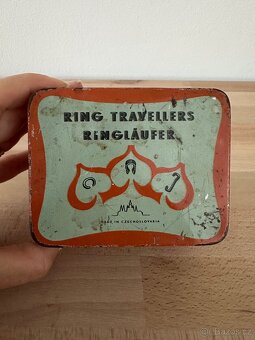 RING TRAVELLERS
RINGLÄUFER
MADE IN CZECHOSLOVAKIA